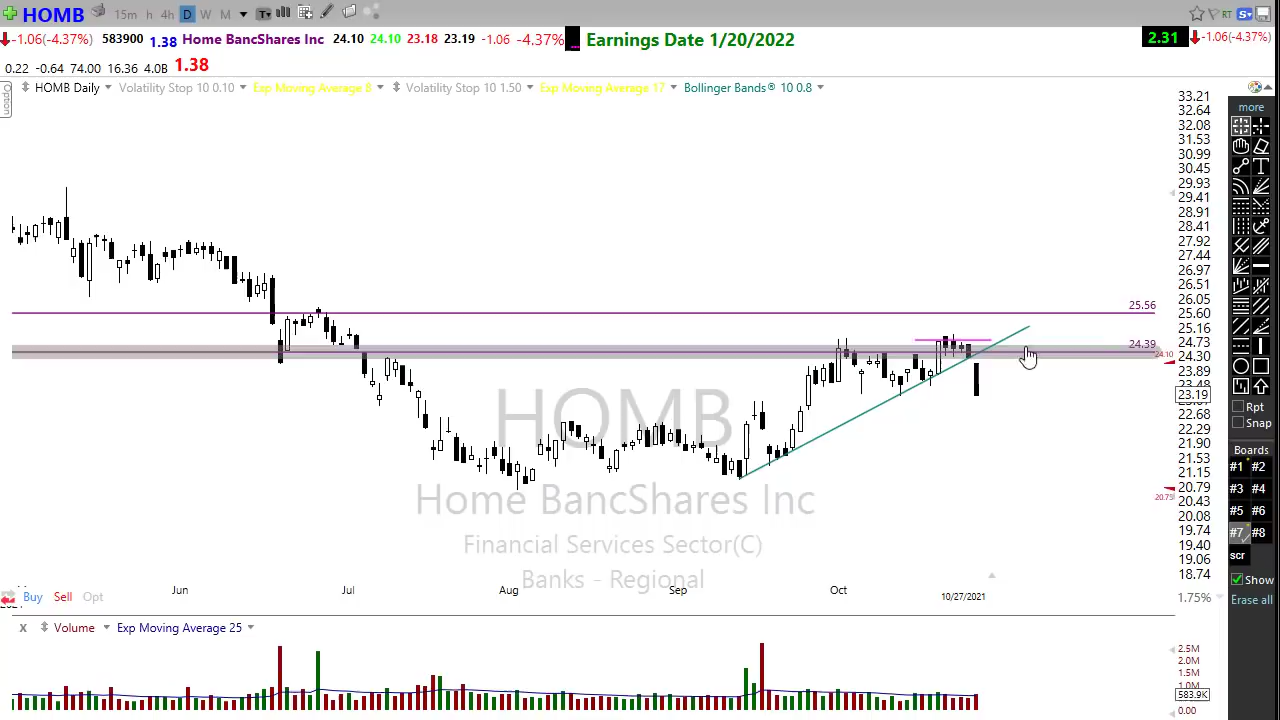 HOMB 15m h 4h D W M T RT S
-1.06(-4.37%) 583900 1.38 Home BancShares Inc 24.10 24.10 23.18 23.19 -1.06 -4.37% Earnings Date 1/20/2022 2.31 -1.06(-4.37%)
0.22 -0.64 74.00 16.36 4.0B 1.38
Option
HOMB Daily Volatility Stop 10 0.10 Exp Moving Average 8 Volatility Stop 10 1.50 Exp Moving Average 17 Bollinger Bands® 10 0.8
33.21
32.64
32.08
31.53
30.99
30.45
29.93
29.41
28.91
28.41
27.92
27.44
26.97
26.51
26.05
25.60
25.16
24.73
24.30
23.89
23.48
23.19
22.68
22.29
21.90
21.53
21.15
20.79
20.43
20.08
19.74
19.40
19.06
18.74
25.56
24.39
24.10
20.75
HOMB
Home BancShares Inc
Financial Services Sector(C)
Banks - Regional
Jun Jul Aug Sep Oct 10/27/2021
Buy Sell Opt
1.75%
X Volume Exp Moving Average 25
2.5M
2.0M
1.5M
1.0M
583.9K
0.00
more
T
Rpt
Snap
Boards
#1 #2
#3 #4
#5 #6
#7 #8
scr
Show
Erase all